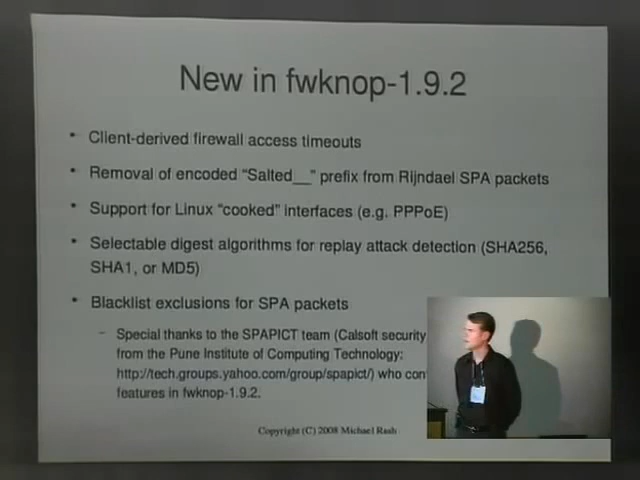 New in fwknop-1.9.2
• Client-derived firewall access timeouts
• Removal of encoded “Salted__” prefix from Rijndael SPA packets
• Support for Linux “cooked” interfaces (e.g. PPPoE)
• Selectable digest algorithms for replay attack detection (SHA256,
SHA1, or MD5)
• Blacklist exclusions for SPA packets
– Special thanks to the SPAPICT team (Calsoft security
from the Pune Institute of Computing Technology:
http://tech.groups.yahoo.com/group/spapict/) who
features in fwknop-1.9.2.
Copyright (C) 2008 Michael Rash